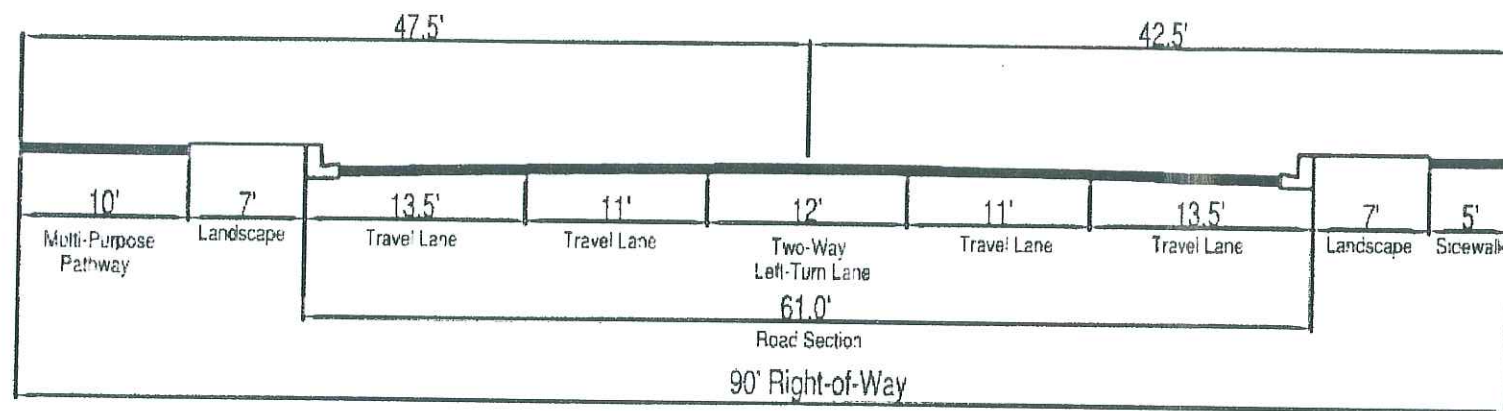 47.5'
42.5'
10'
7'
13.5'
11'
12'
11'
13.5'
7'
5'
Multi-Purpose
Pathway
Landscape
Travel Lane
Travel Lane
Two-Way
Left-Turn Lane
Travel Lane
Travel Lane
Landscape
Sidewalk
61.0'
Road Section
90' Right-of-Way